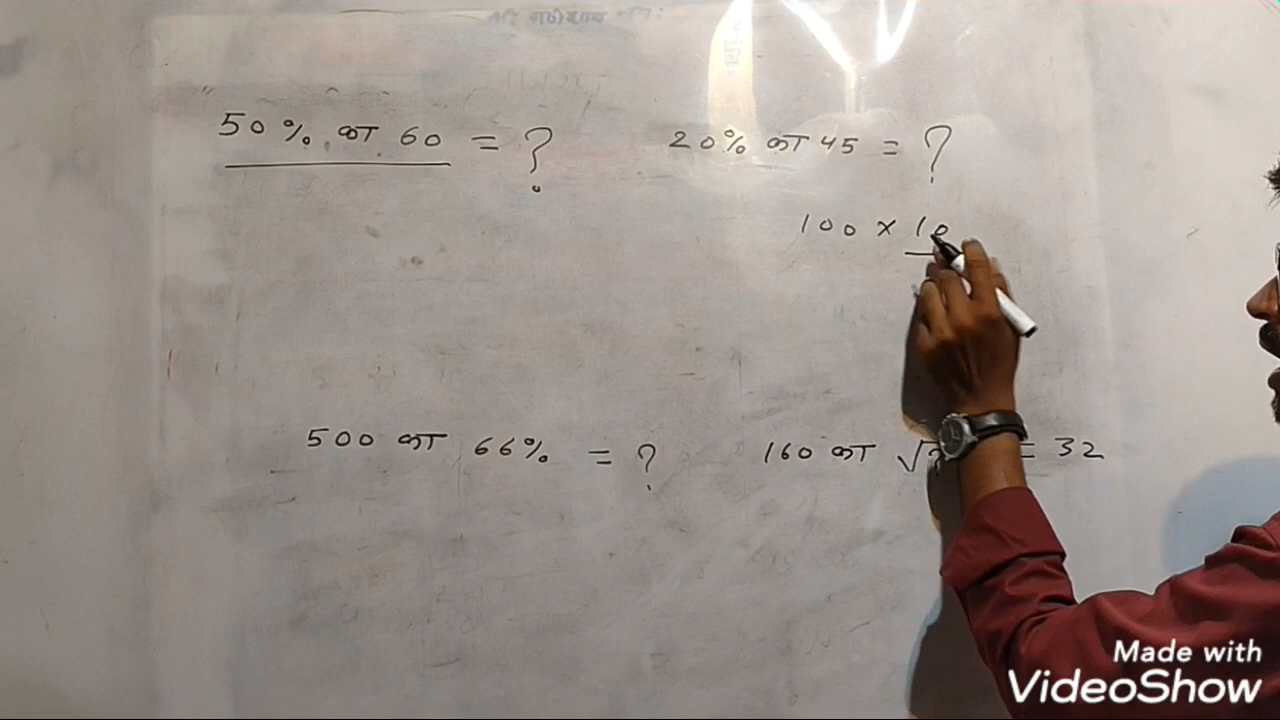 50% का 60 = ?
20% का 45 = ?
100 × 10
500 का 66% = ?
160 का √? = 32
Made with
VideoShow